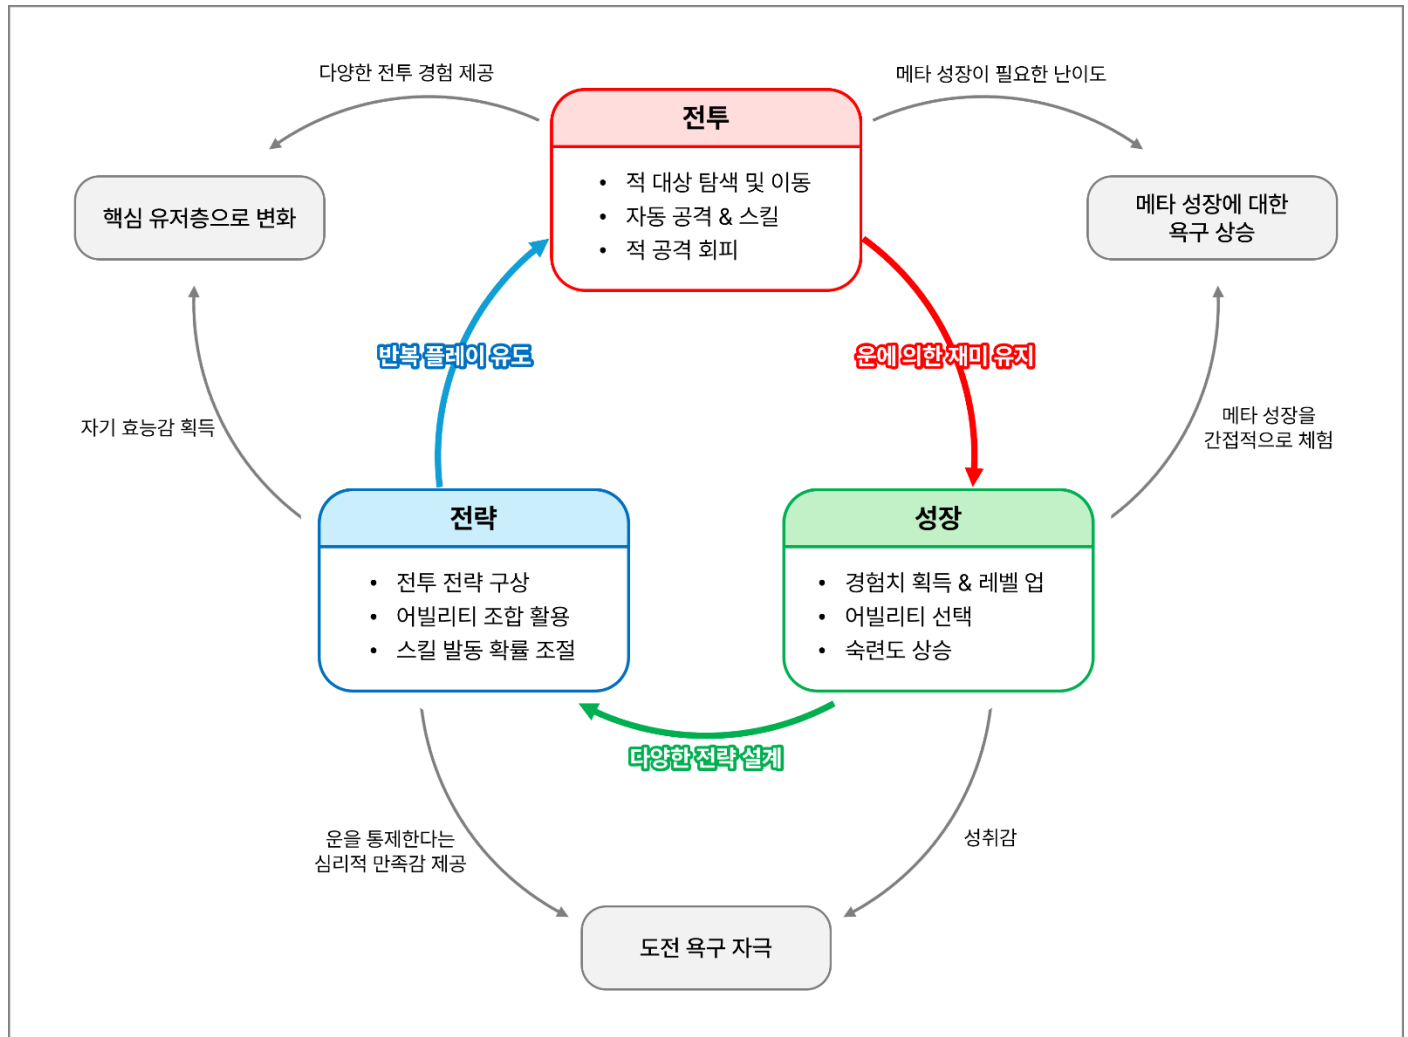 다양한 전투 경험 제공
메타 성장이 필요한 난이도
전투
• 적 대상 탐색 및 이동
• 자동 공격 & 스킬
• 적 공격 회피
핵심 유저층으로 변화
메타 성장에 대한
욕구 상승
반복 플레이 유도
운에 의한 재미 유지
자기 효능감 획득
메타 성장을
간접적으로 체험
전략
• 전투 전략 구상
• 어빌리티 조합 활용
• 스킬 발동 확률 조절
성장
• 경험치 획득 & 레벨 업
• 어빌리티 선택
• 숙련도 상승
다양한 전략 설계
운을 통제한다는
심리적 만족감 제공
성취감
도전 욕구 자극